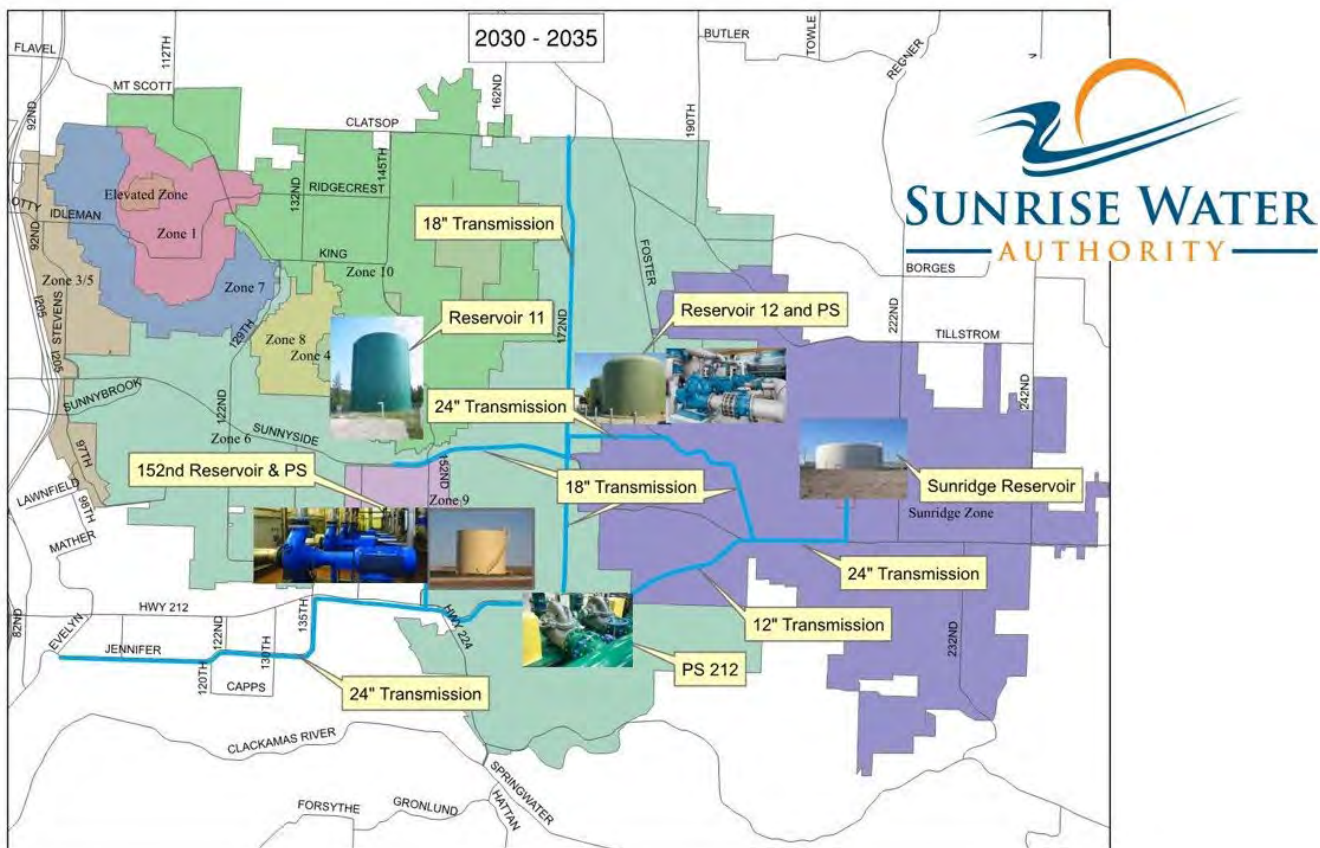 2030 - 2035
FLAVEL
112TH
162ND
BUTLER
TOWLE
REGNER
MT SCOTT
92ND
CLATSOP
190TH
SUNRISE WATER
AUTHORITY
145TH
132ND
RIDGECREST
Elevated Zone
OTTY
IDLEMAN
92ND
Zone 1
18" Transmission
KING
Zone 10
FOSTER
BORGES
Zone 3/5
Zone 7
I205
STEVENS
I205
Reservoir 11
Reservoir 12 and PS
172ND
222ND
TILLSTROM
129TH
Zone 8
Zone 4
242ND
SUNNYBROOK
122ND
24" Transmission
SUNNYSIDE
Zone 6
97TH
152nd Reservoir & PS
152ND
18" Transmission
Sunridge Reservoir
LAWNFIELD
98TH
Zone 9
Sunridge Zone
MATHER
24" Transmission
HWY 212
135TH
HWY 224
12" Transmission
82ND
EVELYN
JENNIFER
122ND
130TH
232ND
120TH
CAPPS
24" Transmission
PS 212
CLACKAMAS RIVER
SPRINGWATER
HATTAN
FORSYTHE
GRONLUND